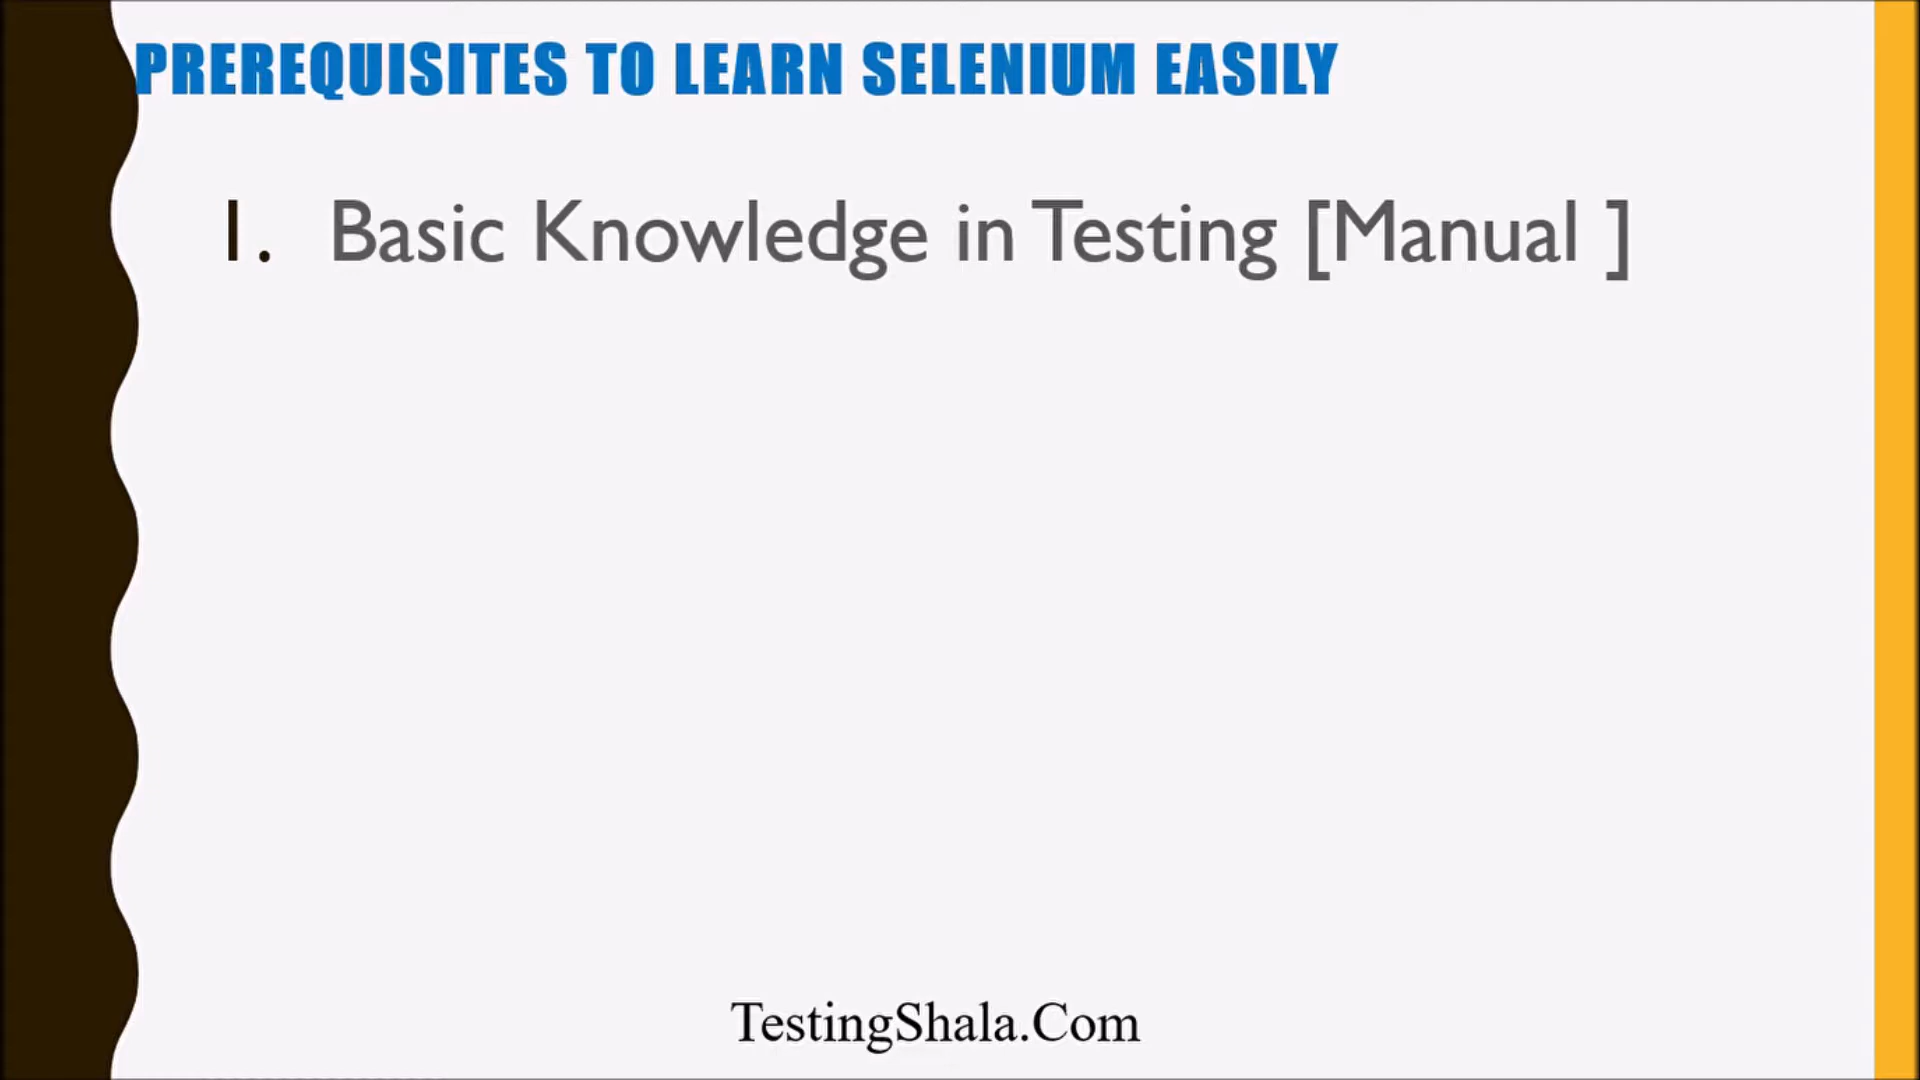 PREREQUISITES TO LEARN SELENIUM EASILY
1. Basic Knowledge in Testing [Manual ]
TestingShala.Com